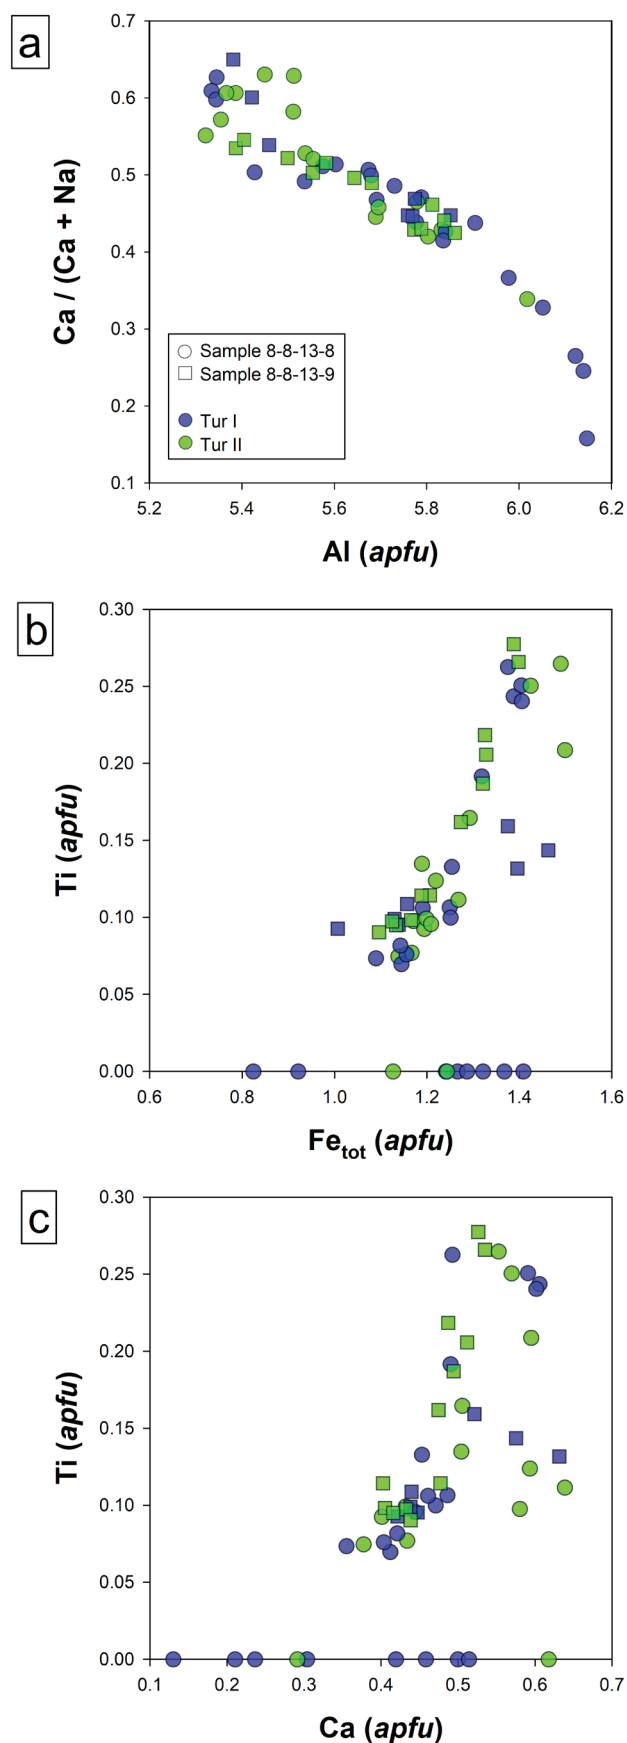 a
0.7
0.6
0.5
0.4
0.3
0.2
0.1
Ca / (Ca + Na)
Sample 8-8-13-8
Sample 8-8-13-9
Tur I
Tur II
5.2 5.4 5.6 5.8 6.0 6.2
Al (apfu)
b
0.30
0.25
0.20
0.15
0.10
0.05
0.00
Ti (apfu)
0.6 0.8 1.0 1.2 1.4 1.6
Fetot (apfu)
c
0.30
0.25
0.20
0.15
0.10
0.05
0.00
Ti (apfu)
0.1 0.2 0.3 0.4 0.5 0.6 0.7
Ca (apfu)